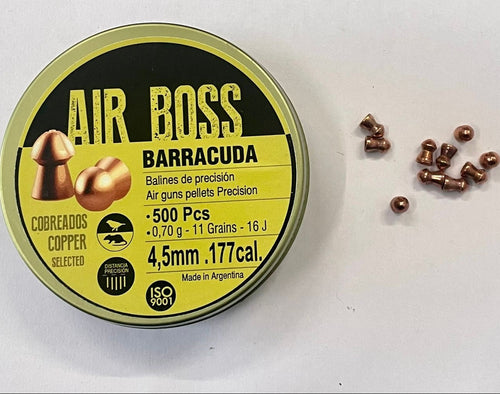 AIR BOSS
BARRACUDA
Balines de precisión
Air guns pellets Precision
•500 Pcs
•0,70 g - 11 Grains - 16 J
4,5mm .177cal.
Made in Argentina
COBREADOS
COPPER
SELECTED
DISTANCIA
PRECISIÓN
ISO
9001